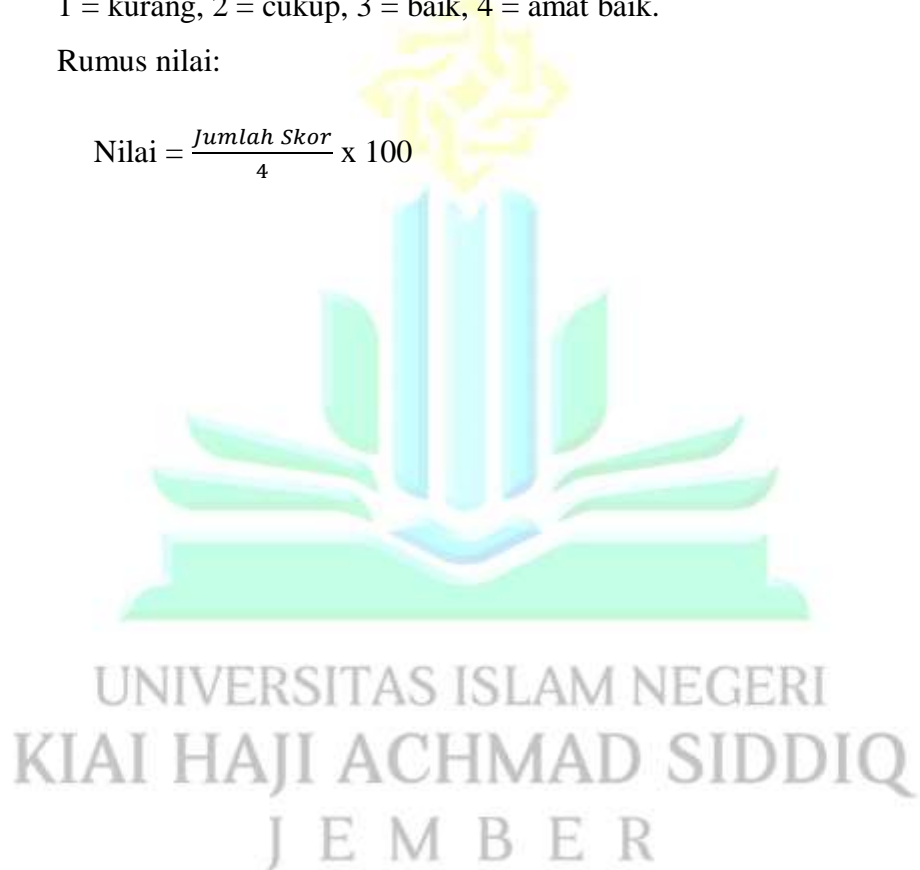 1 = kurang, 2 = cukup, 3 = baik, 4 = amat baik.
Rumus nilai:
Nilai = \frac{Jumlah Skor}{4} x 100
UNIVERSITAS ISLAM NEGERI
KIAI HAJI ACHMAD SIDDIQ
J E M B E R